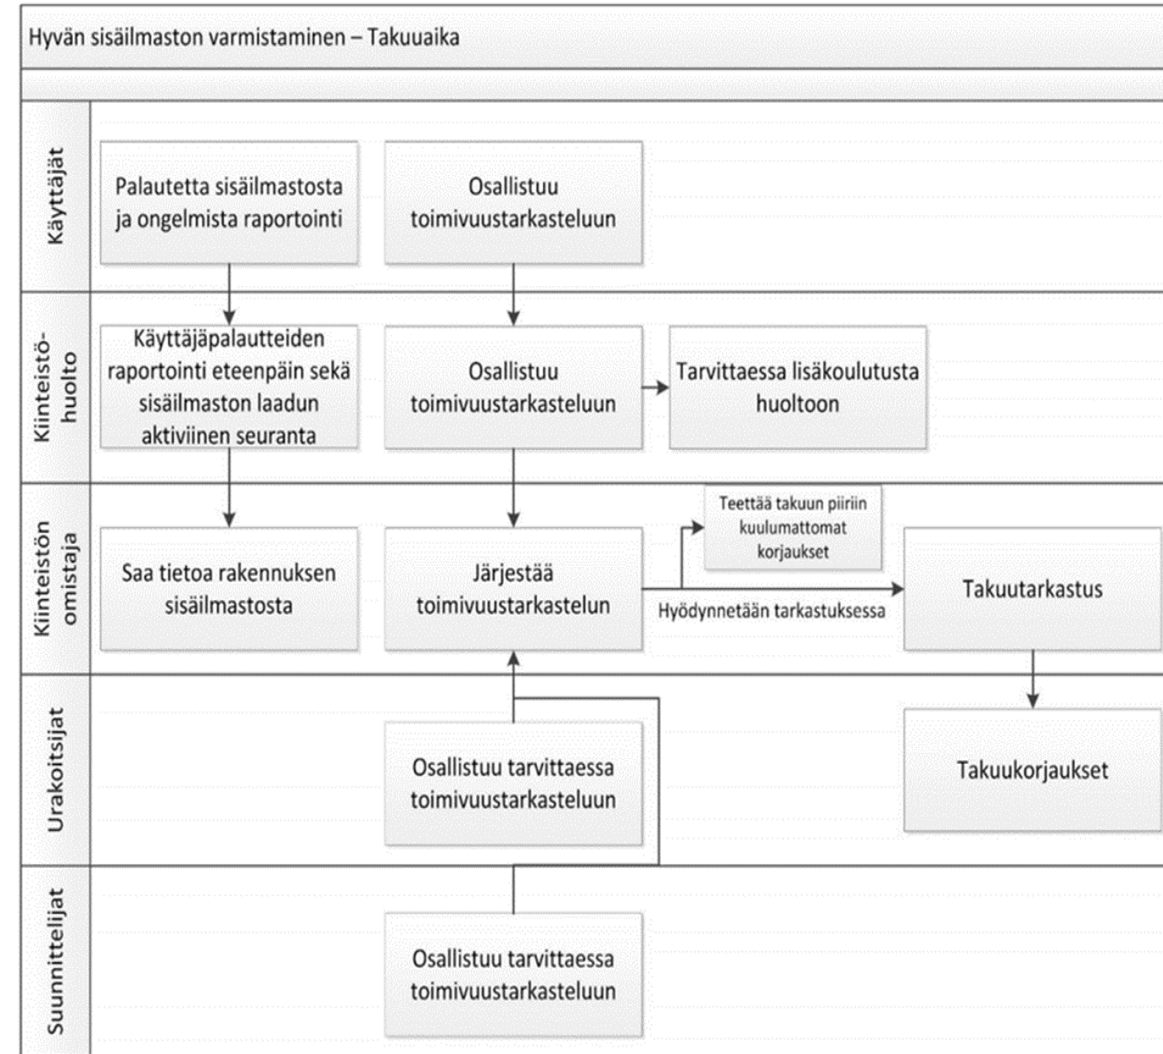 Hyvän sisäilmaston varmistaminen – Takuuaika
Käyttäjät
Palautetta sisäilmastosta
ja ongelmista raportointi
Osallistuu
toimivuustarkasteluun
Kiinteistö-
huolto
Käyttäjäpalautteiden
raportointi eteenpäin sekä
sisäilmaston laadun
aktiivinen seuranta
Osallistuu
toimivuustarkasteluun
Tarvittaessa lisäkoulutusta
huoltoon
Kiinteistön
omistaja
Saa tietoa rakennuksen
sisäilmastosta
Järjestää
toimivuustarkastelun
Teettää takuun piiriin
kuulumattomat
korjaukset
Hyödynnetään tarkastuksessa
Takuutarkastus
Urakoitsijat
Osallistuu tarvittaessa
toimivuustarkasteluun
Takuukorjaukset
Suunnittelijat
Osallistuu tarvittaessa
toimivuustarkasteluun